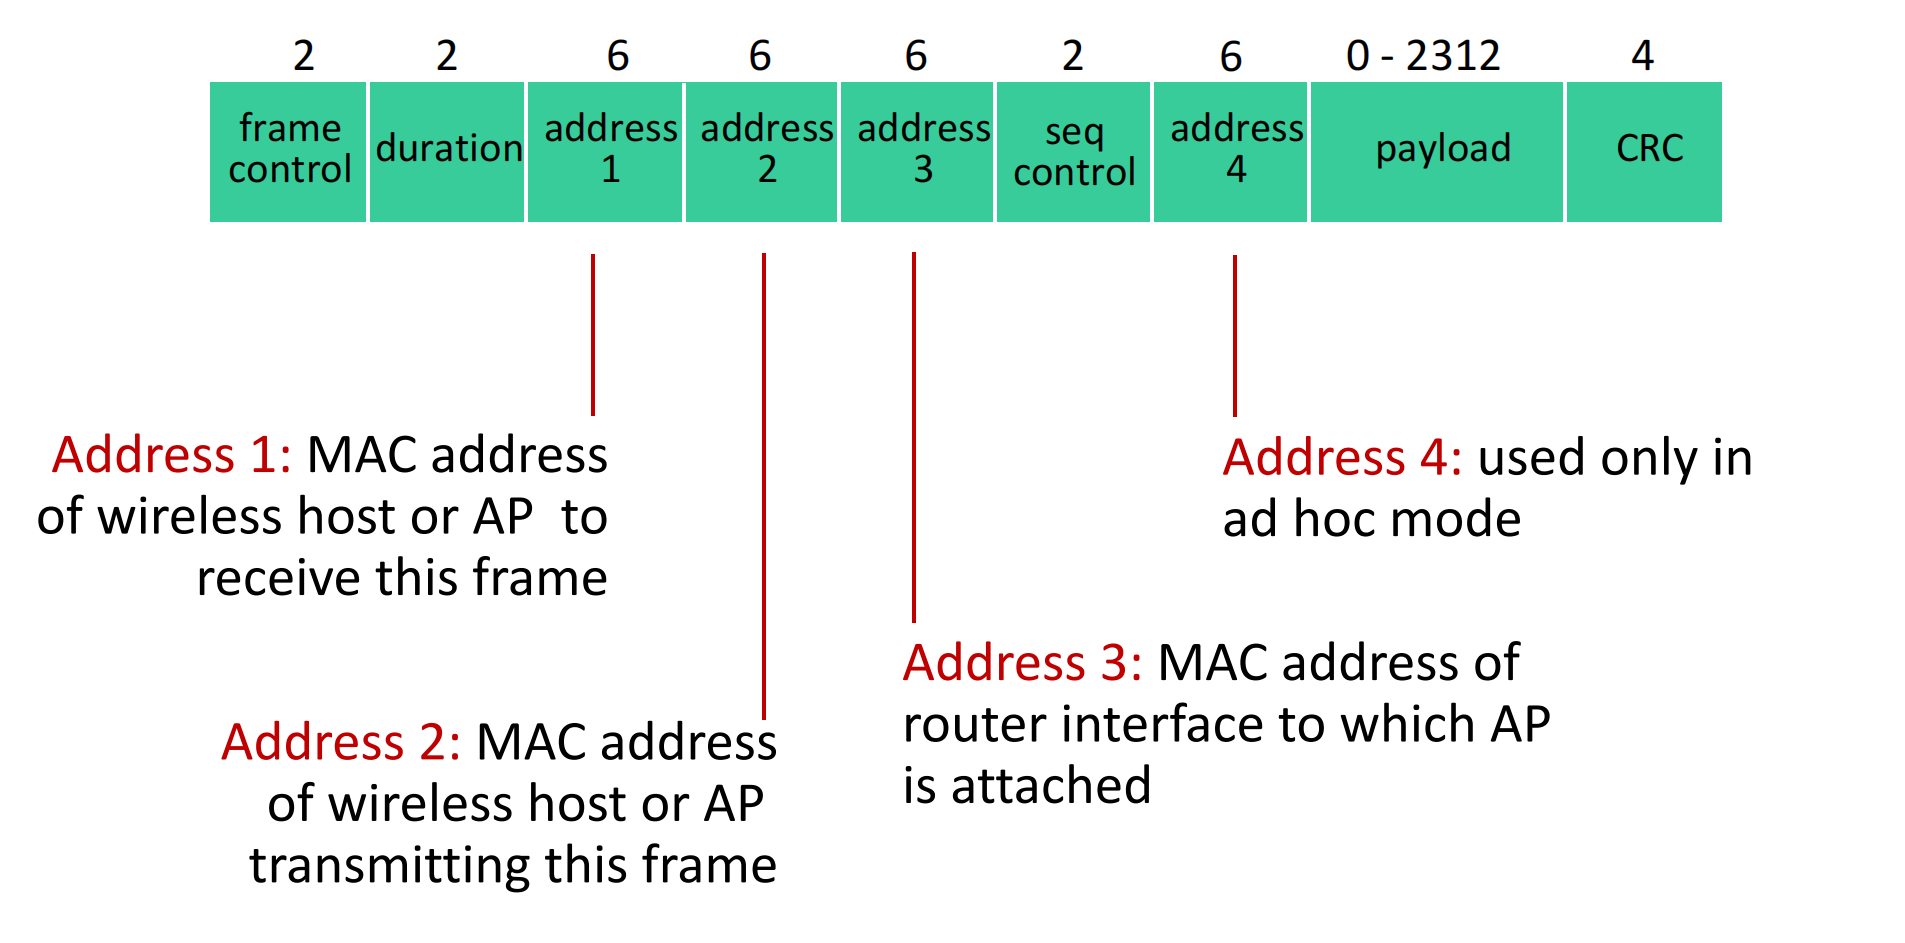 2 2 6 6 6 2 6 0 - 2312 4
frame
control
duration
address
1
address
2
address
3
seq
control
address
4
payload
CRC
Address 1: MAC address
of wireless host or AP to
receive this frame
Address 2: MAC address
of wireless host or AP
transmitting this frame
Address 3: MAC address of
router interface to which AP
is attached
Address 4: used only in
ad hoc mode